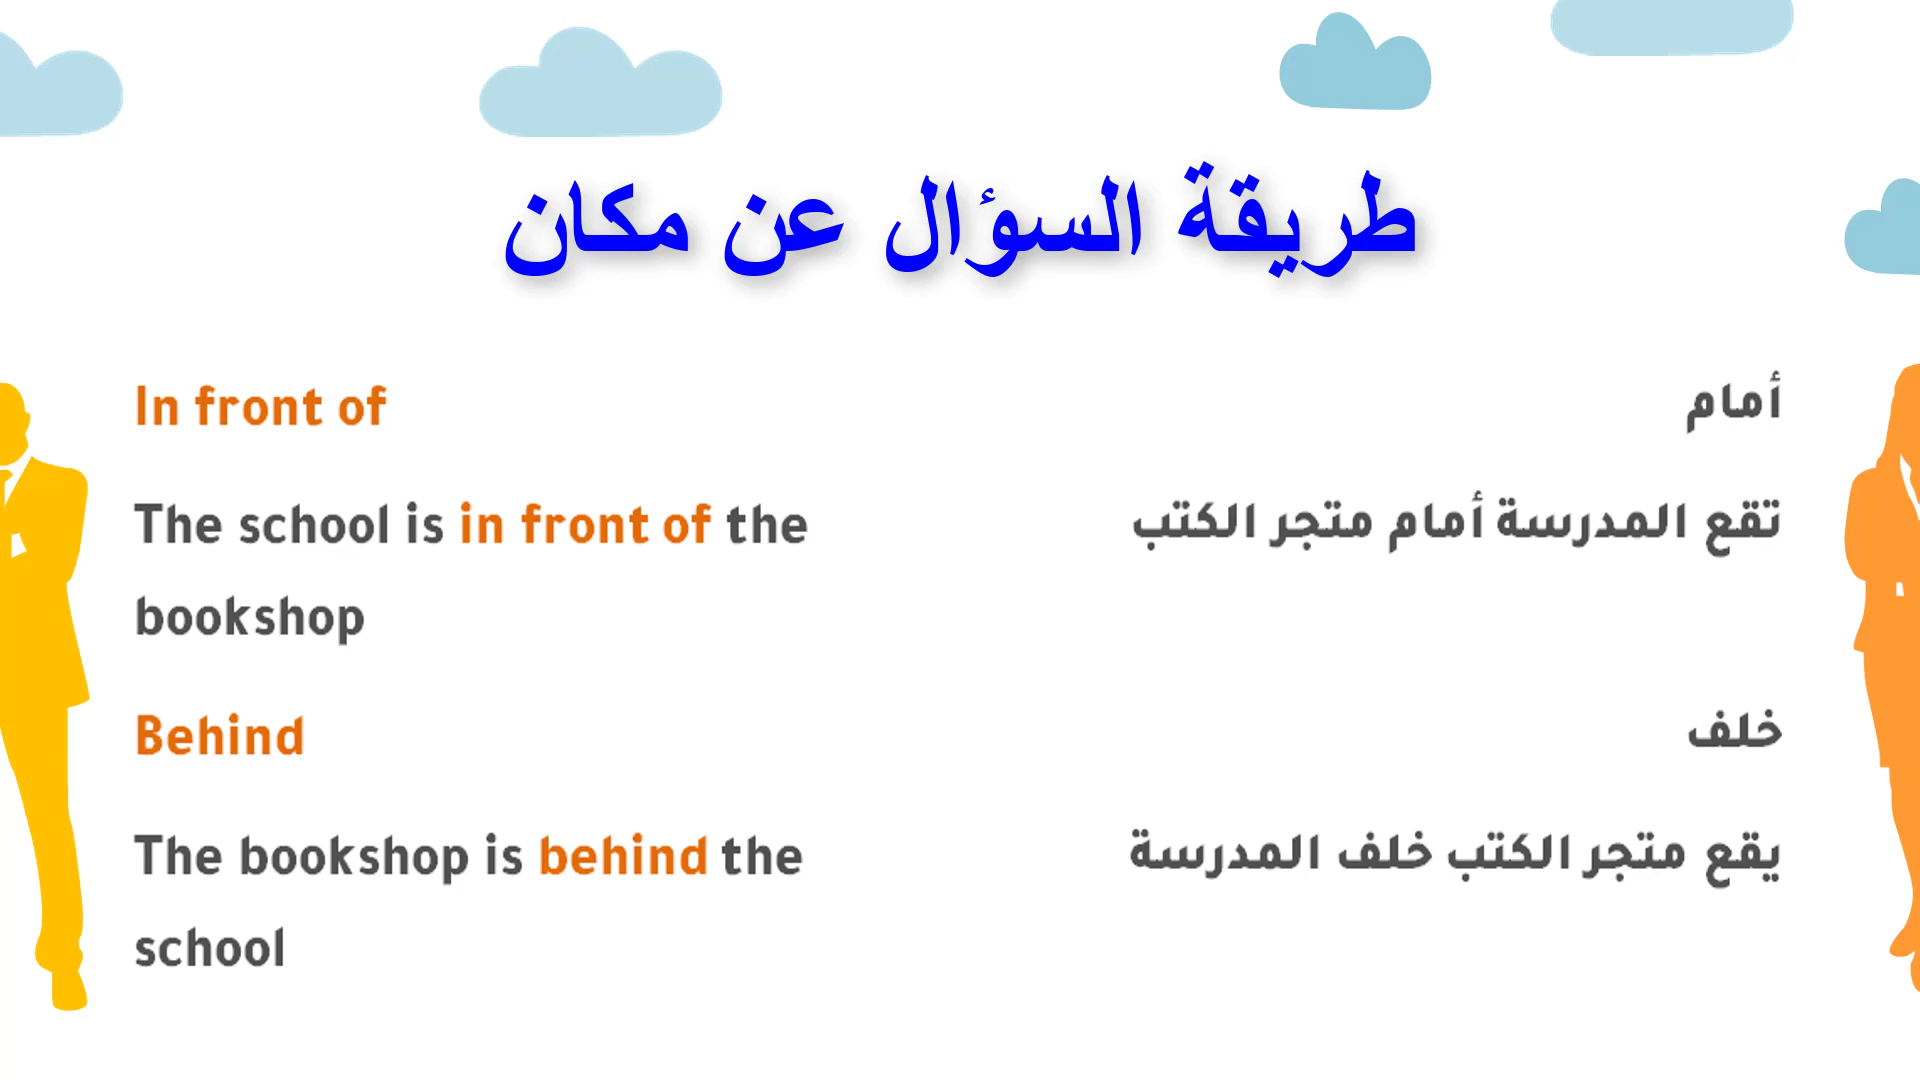 طريقة السؤال عن مكان
In front of
أمام
The school is in front of the
تقع المدرسة أمام متجر الكتب
bookshop
Behind
خلف
The bookshop is behind the
يقع متجر الكتب خلف المدرسة
school